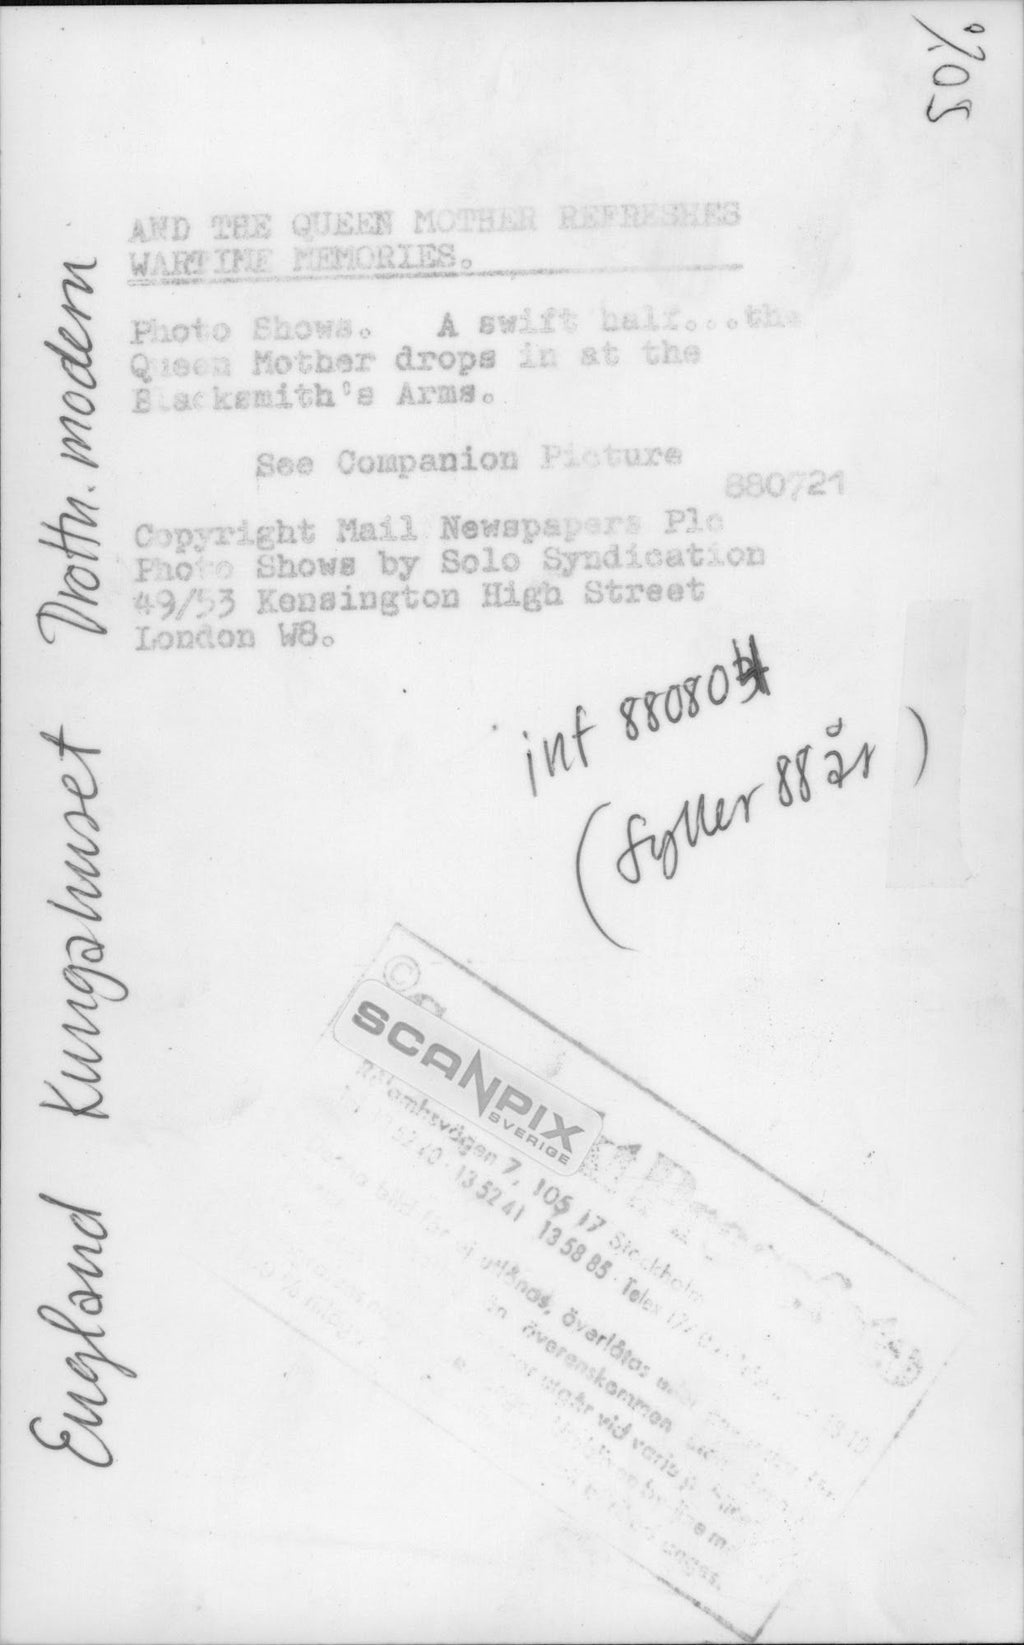 50%
AND THE QUEEN MOTHER REFRESHES
WARTIME MEMORIES.
Photo Shows. A swift half...the
Queen Mother drops in at the
Blacksmith's Arms.
See Companion Picture
880721
Copyright Mail Newspapers Plc
Photo Shows by Solo Syndication
49/53 Kensington High Street
London W8.
England Kungahuset Drottn. modern
inf 880804
(fyller 88 år)
©
SCANPIX
SVERIGE
Rålambsvägen 7, 105 17 Stockholm
52 40 - 13 52 41 13 58 85 - Telex
Denna bild får ej utlånas, överlåtas
överenskommen
utgår vid varje